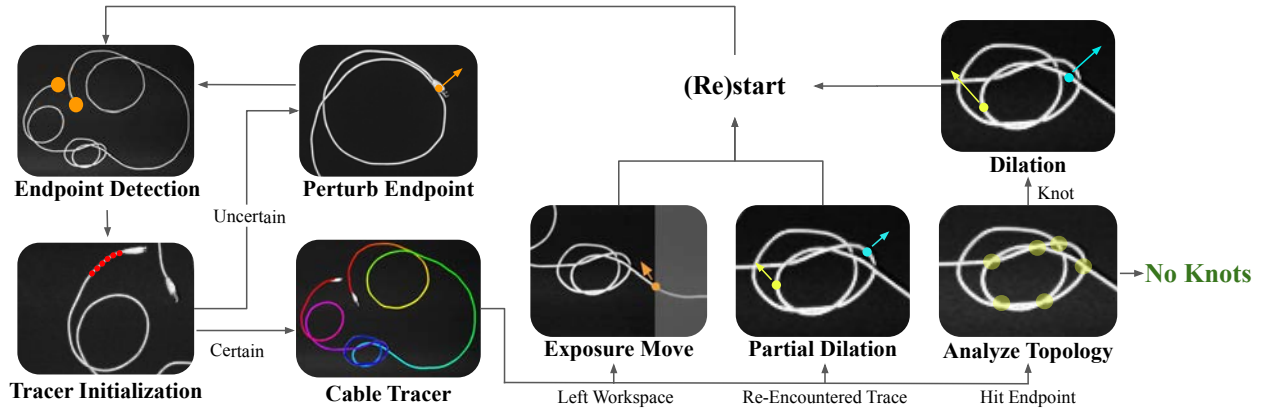 (Re)start
Endpoint Detection
Perturb Endpoint
Dilation
Uncertain
Knot
Certain
Tracer Initialization
Cable Tracer
Exposure Move
Partial Dilation
Analyze Topology
No Knots
Left Workspace
Re-Encountered Trace
Hit Endpoint